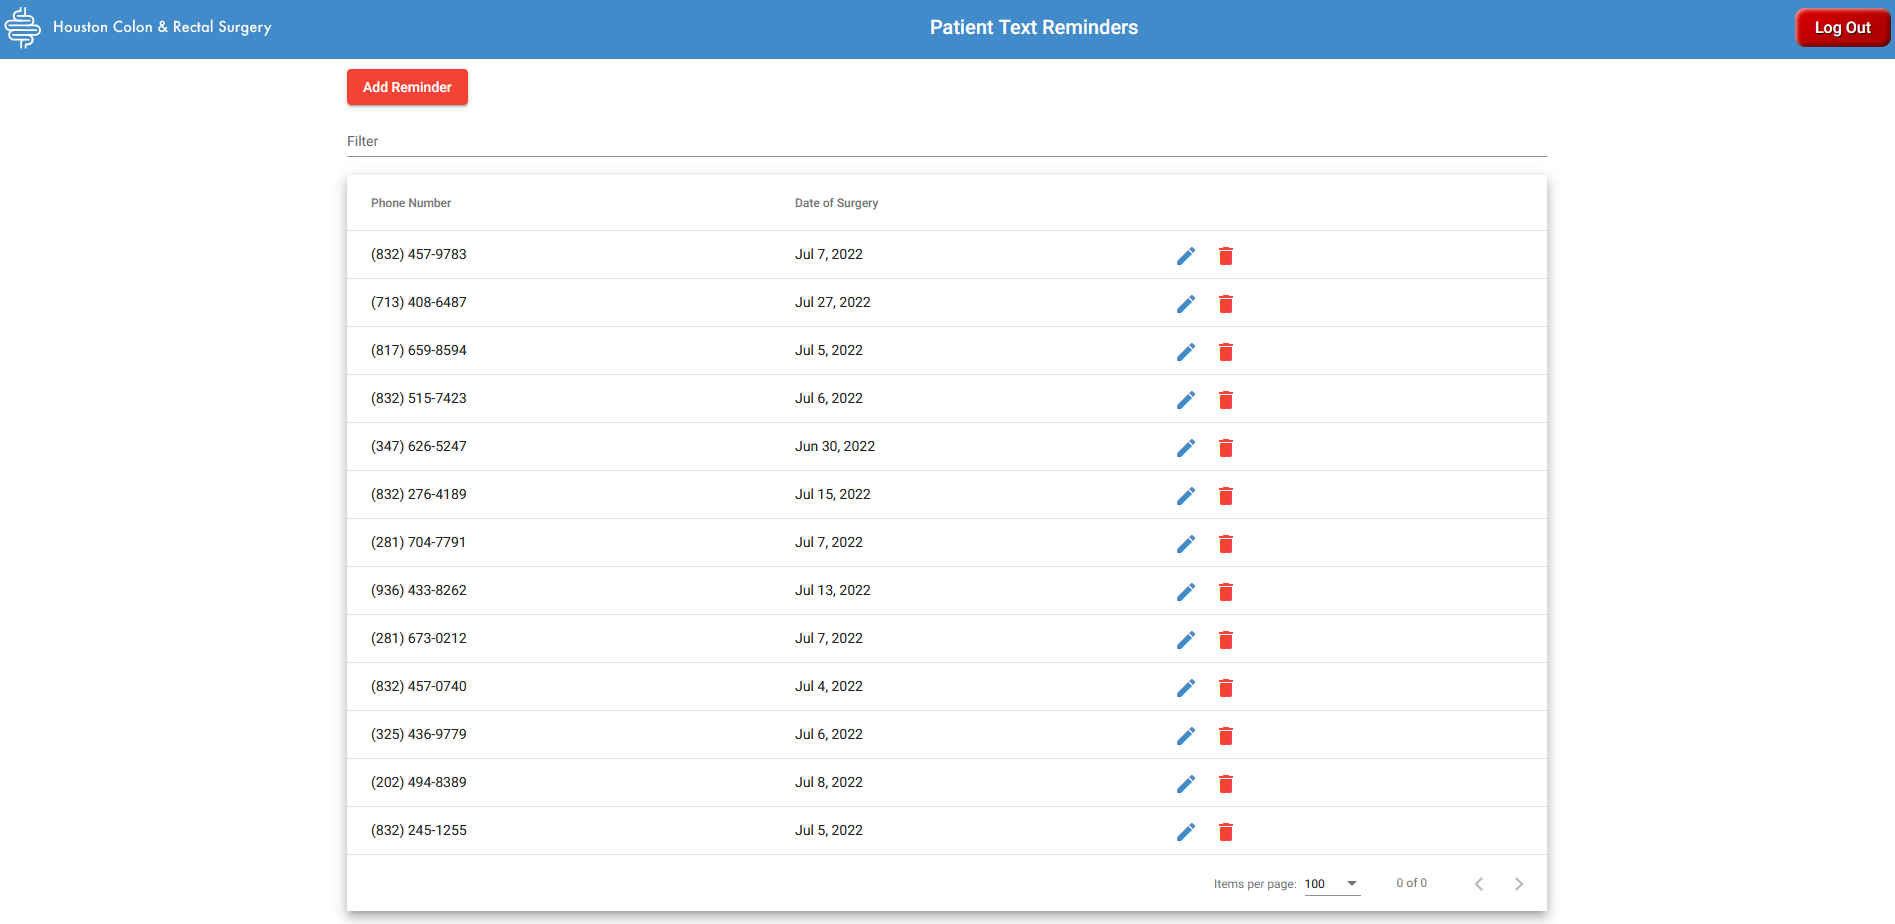 Houston Colon & Rectal Surgery
Patient Text Reminders
Log Out
Add Reminder
Filter
Phone Number Date of Surgery
(832) 457-9783 Jul 7, 2022
(713) 408-6487 Jul 27, 2022
(817) 659-8594 Jul 5, 2022
(832) 515-7423 Jul 6, 2022
(347) 626-5247 Jun 30, 2022
(832) 276-4189 Jul 15, 2022
(281) 704-7791 Jul 7, 2022
(936) 433-8262 Jul 13, 2022
(281) 673-0212 Jul 7, 2022
(832) 457-0740 Jul 4, 2022
(325) 436-9779 Jul 6, 2022
(202) 494-8389 Jul 8, 2022
(832) 245-1255 Jul 5, 2022
Items per page: 100 0 of 0